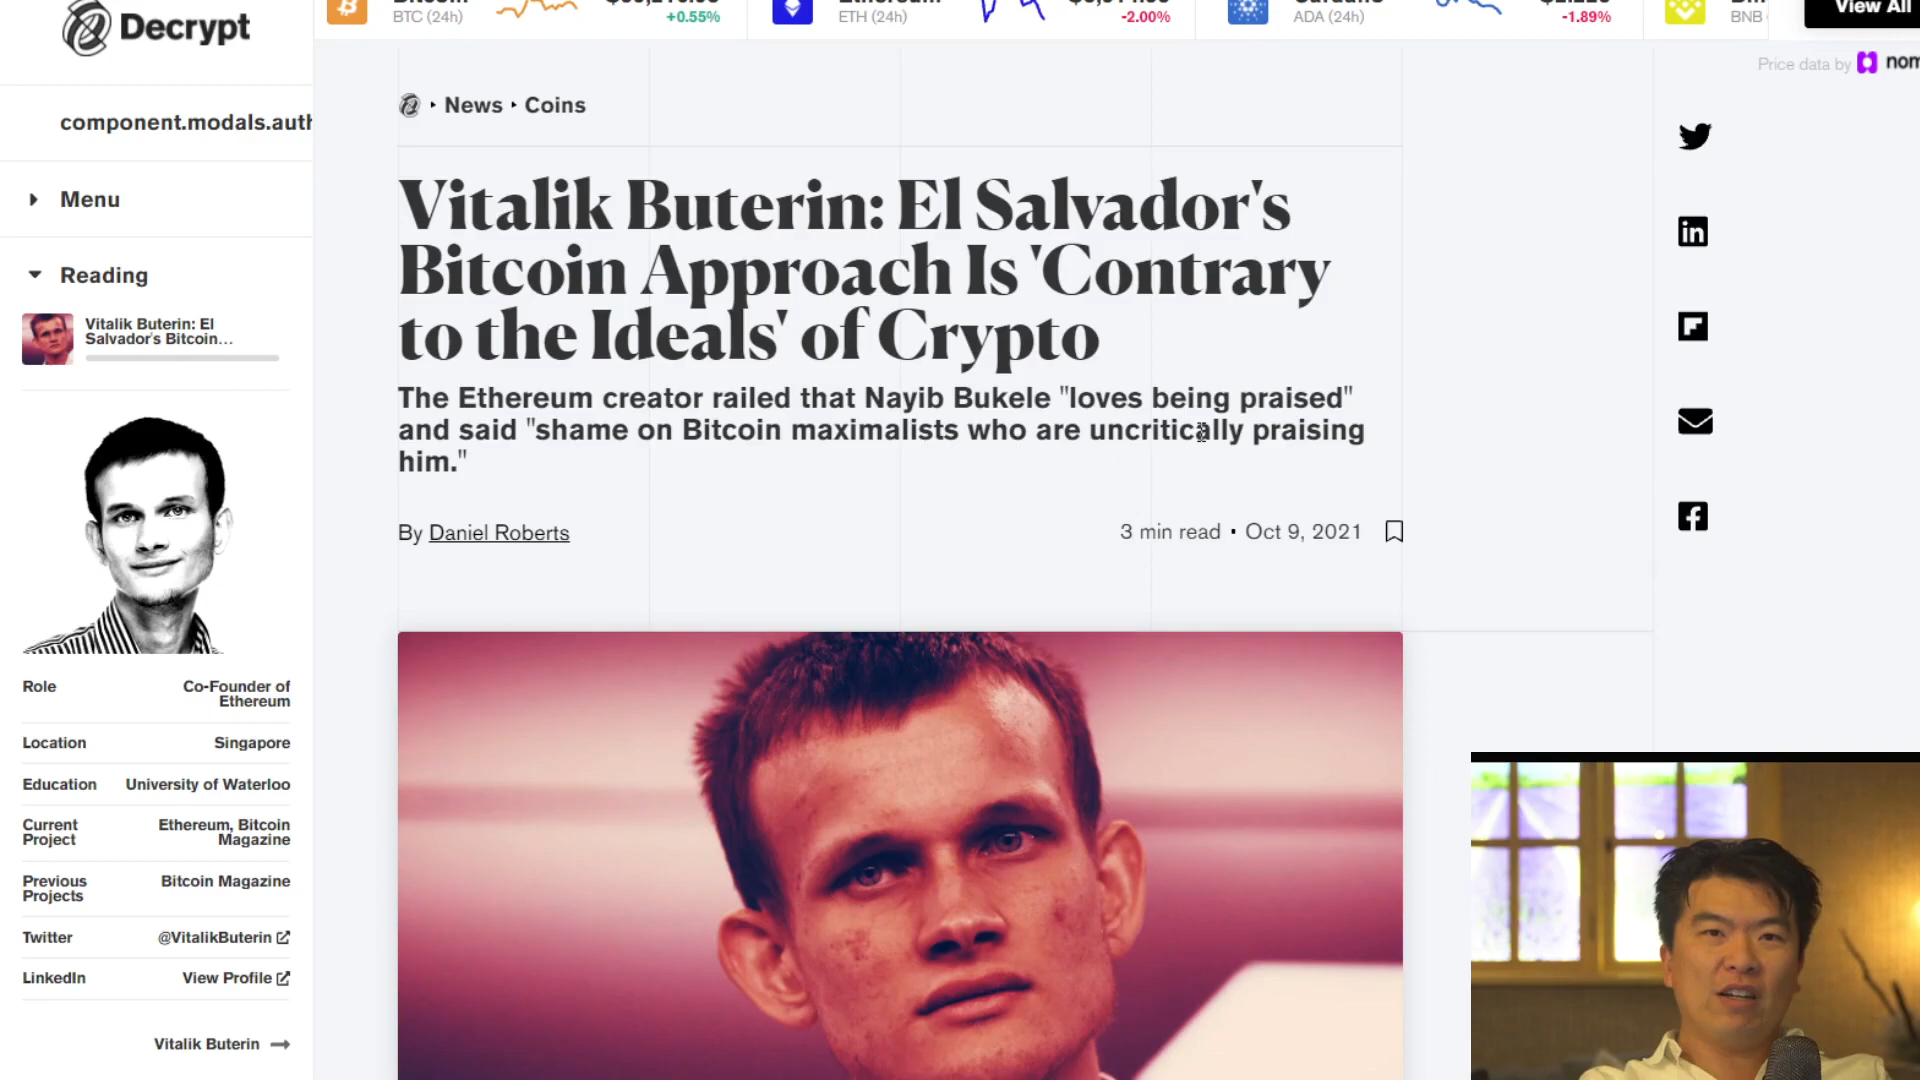 Decrypt
BTC (24h)
+0.55%
ETH (24h)
-2.00%
ADA (24h)
-1.89%
BNB
View All
Price data by nom
component.modals.auth
Menu
Reading
Vitalik Buterin: El
Salvador's Bitcoin...
Role
Co-Founder of
Ethereum
Location
Singapore
Education
University of Waterloo
Current
Project
Ethereum, Bitcoin
Magazine
Previous
Projects
Bitcoin Magazine
Twitter
@VitalikButerin
LinkedIn
View Profile
Vitalik Buterin
News
Coins
Vitalik Buterin: El Salvador's
Bitcoin Approach Is 'Contrary
to the Ideals' of Crypto
The Ethereum creator railed that Nayib Bukele "loves being praised"
and said "shame on Bitcoin maximalists who are uncritically praising
him."
By Daniel Roberts
3 min read • Oct 9, 2021